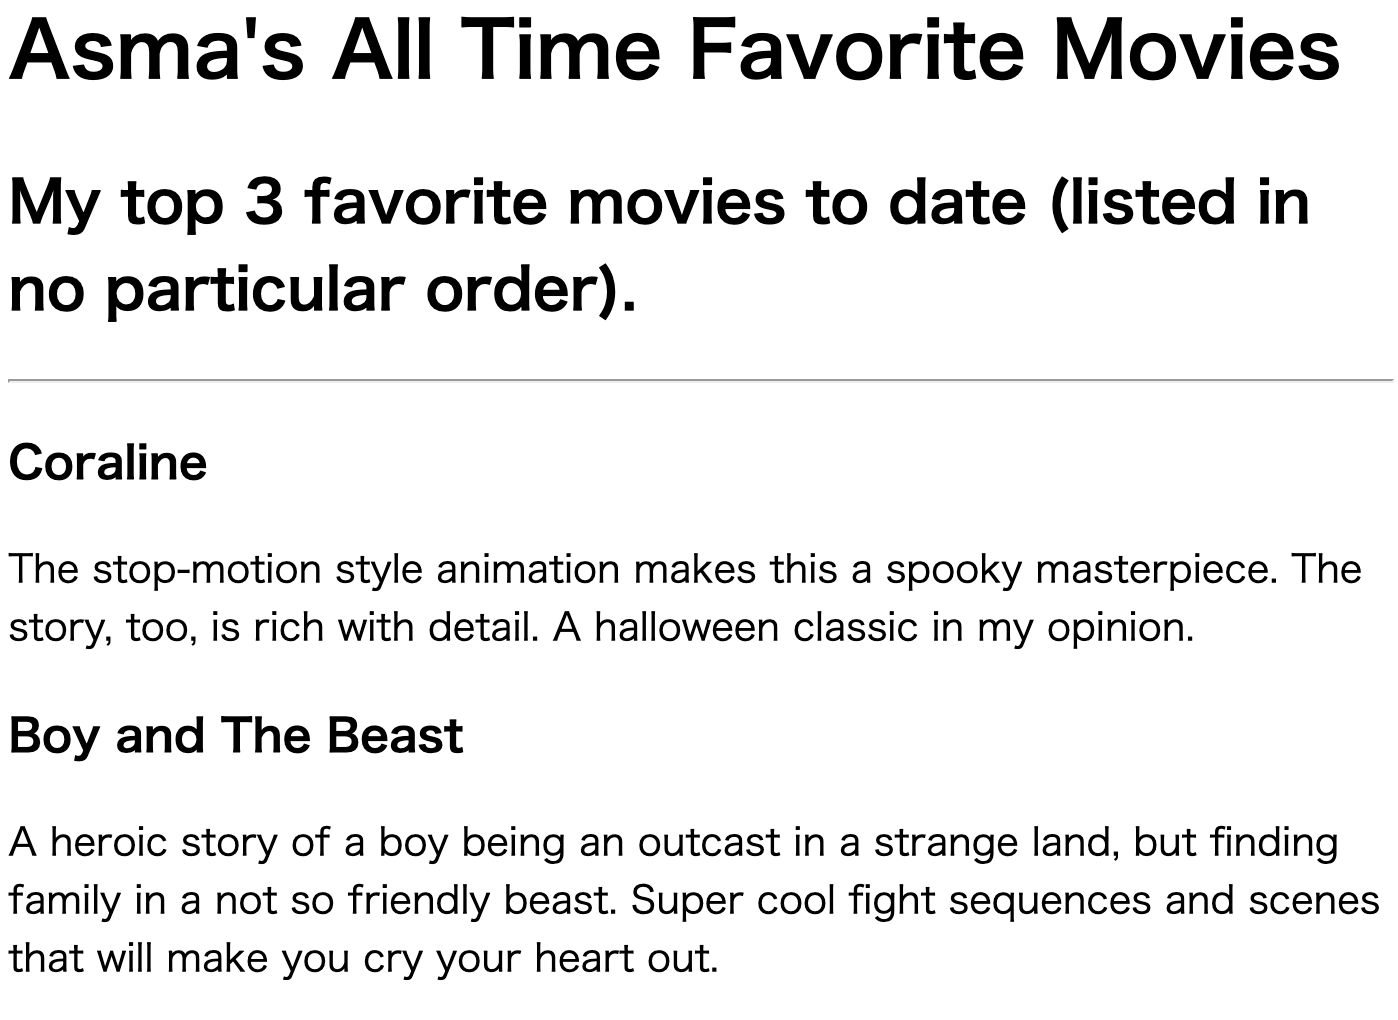 Asma's All Time Favorite Movies
My top 3 favorite movies to date (listed in
no particular order).
Coraline
The stop-motion style animation makes this a spooky masterpiece. The
story, too, is rich with detail. A halloween classic in my opinion.
Boy and The Beast
A heroic story of a boy being an outcast in a strange land, but finding
family in a not so friendly beast. Super cool fight sequences and scenes
that will make you cry your heart out.